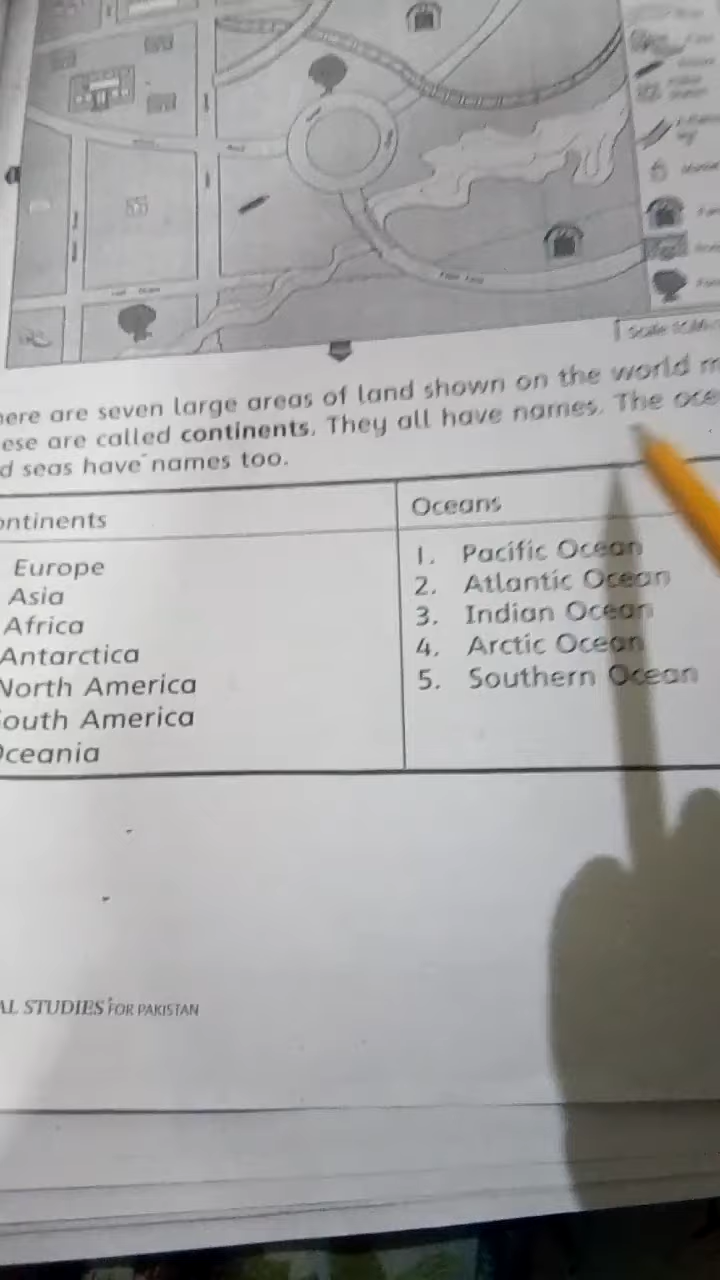 here are seven large areas of land shown on the world m
ese are called continents. They all have names. The oce
d seas have names too.
ontinents
Oceans
Europe
Asia
Africa
Antarctica
North America
South America
Oceania
1. Pacific Ocean
2. Atlantic Ocean
3. Indian Ocean
4. Arctic Ocean
5. Southern Ocean
AL STUDIES FOR PAKISTAN